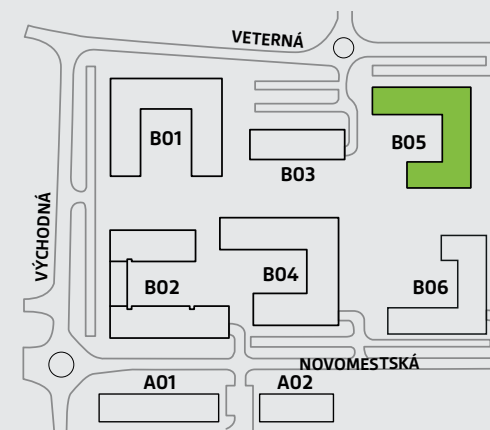 VETERNÁ
B01
B05
B03
VÝCHODNÁ
B02
B04
B06
NOVOMESTSKÁ
A01
A02